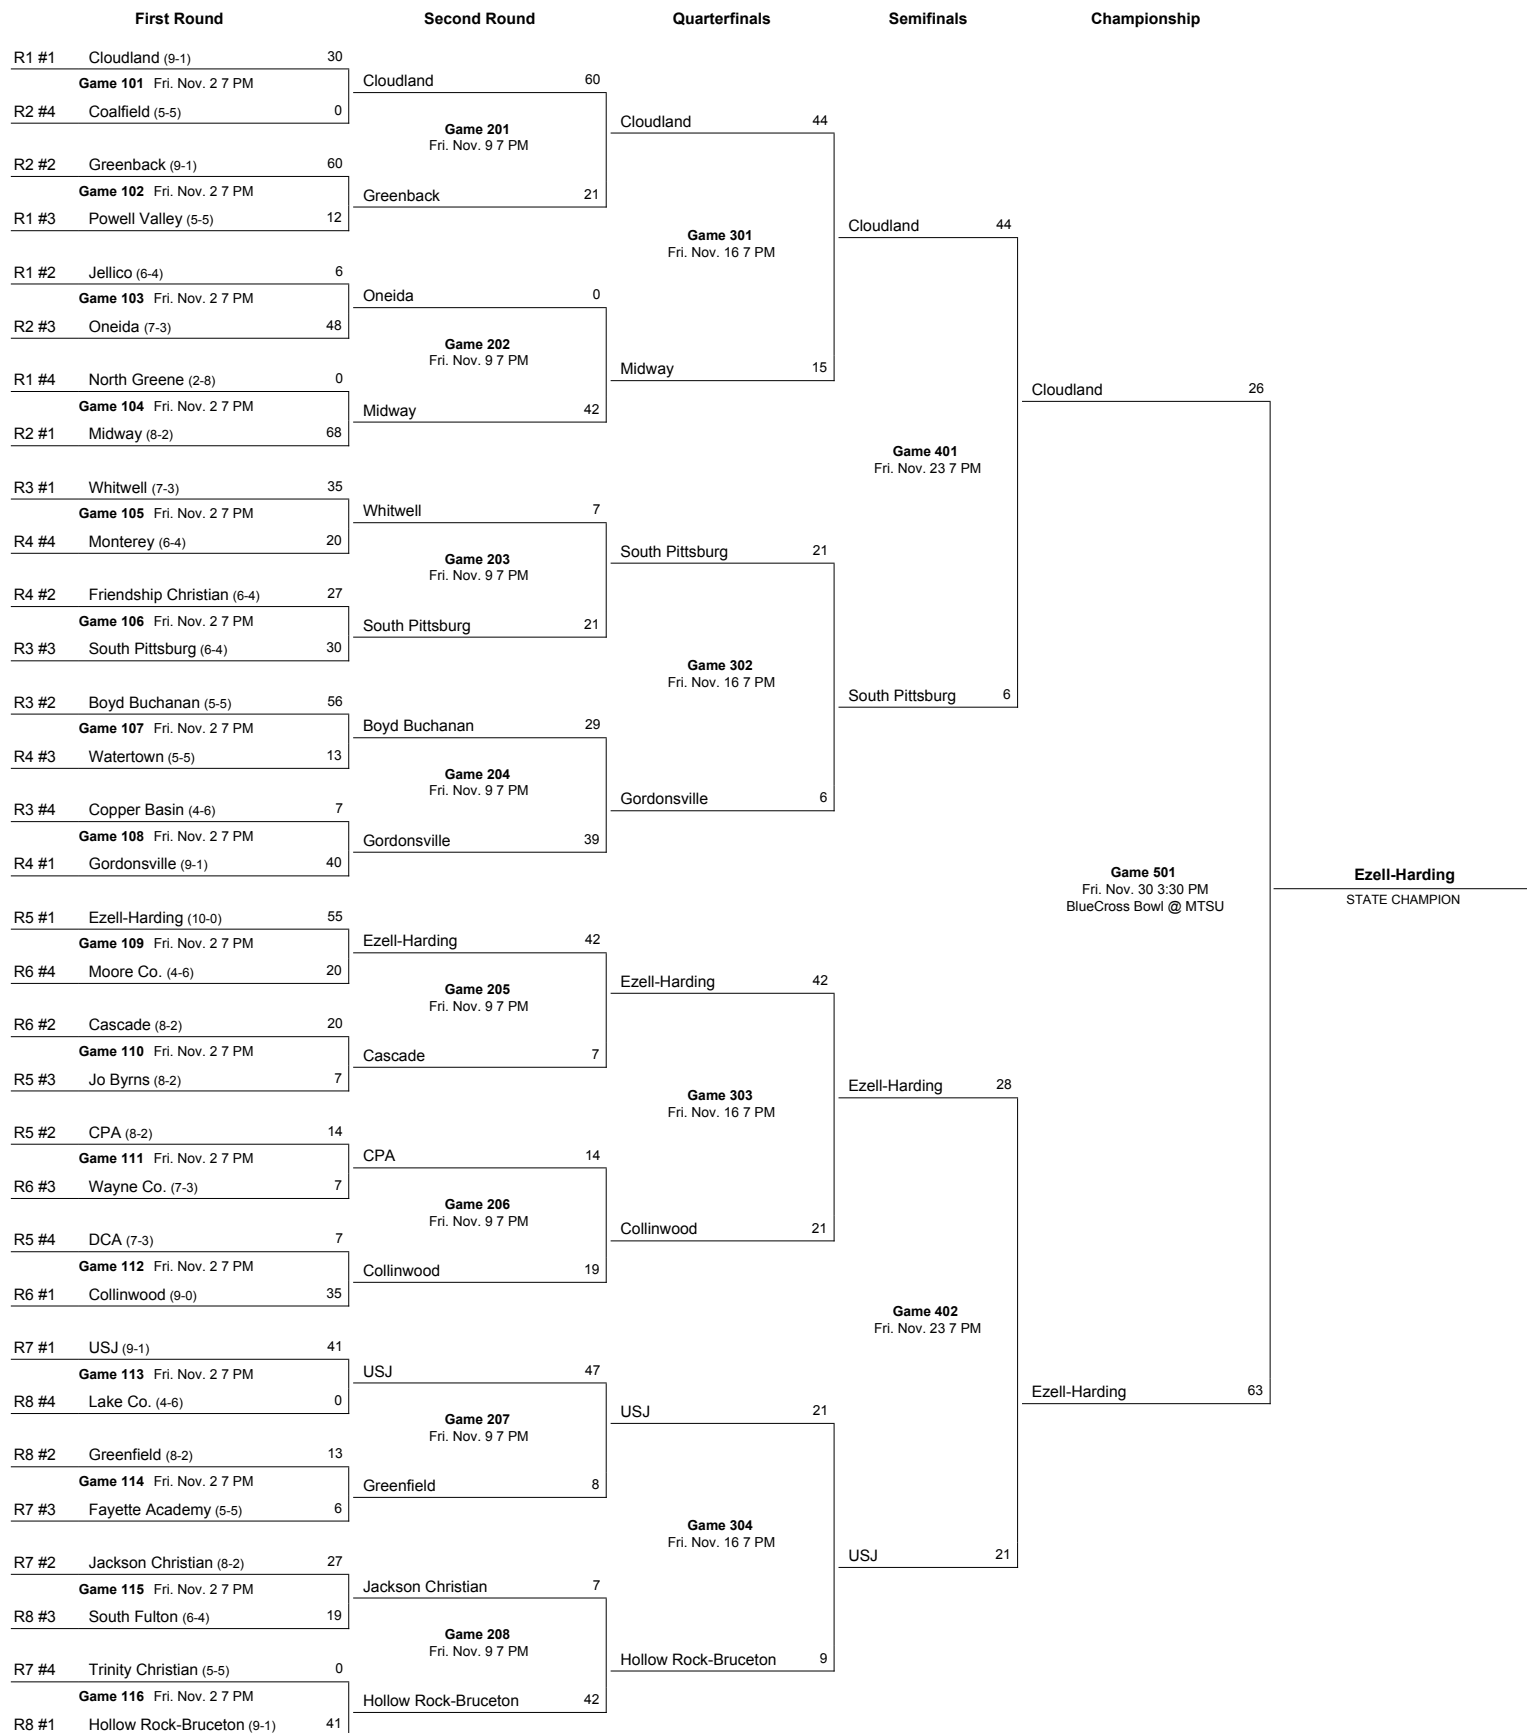 First Round
Second Round
Quarterfinals
Semifinals
Championship
R1 #1 Cloudland (9-1) 30
Game 101 Fri. Nov. 2 7 PM
R2 #4 Coalfield (5-5) 0
R2 #2 Greenback (9-1) 60
Game 102 Fri. Nov. 2 7 PM
R1 #3 Powell Valley (5-5) 12
R1 #2 Jellico (6-4) 6
Game 103 Fri. Nov. 2 7 PM
R2 #3 Oneida (7-3) 48
R1 #4 North Greene (2-8) 0
Game 104 Fri. Nov. 2 7 PM
R2 #1 Midway (8-2) 68
R3 #1 Whitwell (7-3) 35
Game 105 Fri. Nov. 2 7 PM
R4 #4 Monterey (6-4) 20
R4 #2 Friendship Christian (6-4) 27
Game 106 Fri. Nov. 2 7 PM
R3 #3 South Pittsburg (6-4) 30
R3 #2 Boyd Buchanan (5-5) 56
Game 107 Fri. Nov. 2 7 PM
R4 #3 Watertown (5-5) 13
R3 #4 Copper Basin (4-6) 7
Game 108 Fri. Nov. 2 7 PM
R4 #1 Gordonsville (9-1) 40
R5 #1 Ezell-Harding (10-0) 55
Game 109 Fri. Nov. 2 7 PM
R6 #4 Moore Co. (4-6) 20
R6 #2 Cascade (8-2) 20
Game 110 Fri. Nov. 2 7 PM
R5 #3 Jo Byrns (8-2) 7
R5 #2 CPA (8-2) 14
Game 111 Fri. Nov. 2 7 PM
R6 #3 Wayne Co. (7-3) 7
R5 #4 DCA (7-3) 7
Game 112 Fri. Nov. 2 7 PM
R6 #1 Collinwood (9-0) 35
R7 #1 USJ (9-1) 41
Game 113 Fri. Nov. 2 7 PM
R8 #4 Lake Co. (4-6) 0
R8 #2 Greenfield (8-2) 13
Game 114 Fri. Nov. 2 7 PM
R7 #3 Fayette Academy (5-5) 6
R7 #2 Jackson Christian (8-2) 27
Game 115 Fri. Nov. 2 7 PM
R8 #3 South Fulton (6-4) 19
R7 #4 Trinity Christian (5-5) 0
Game 116 Fri. Nov. 2 7 PM
R8 #1 Hollow Rock-Bruceton (9-1) 41
Cloudland 60
Game 201
Fri. Nov. 9 7 PM
Greenback 21
Oneida 0
Game 202
Fri. Nov. 9 7 PM
Midway 42
Whitwell 7
Game 203
Fri. Nov. 9 7 PM
South Pittsburg 21
Boyd Buchanan 29
Game 204
Fri. Nov. 9 7 PM
Gordonsville 39
Ezell-Harding 42
Game 205
Fri. Nov. 9 7 PM
Cascade 7
CPA 14
Game 206
Fri. Nov. 9 7 PM
Collinwood 19
USJ 47
Game 207
Fri. Nov. 9 7 PM
Greenfield 8
Jackson Christian 7
Game 208
Fri. Nov. 9 7 PM
Hollow Rock-Bruceton 42
Cloudland 44
Game 301
Fri. Nov. 16 7 PM
Midway 15
South Pittsburg 21
Game 302
Fri. Nov. 16 7 PM
Gordonsville 6
Ezell-Harding 42
Game 303
Fri. Nov. 16 7 PM
Collinwood 21
USJ 21
Game 304
Fri. Nov. 16 7 PM
Hollow Rock-Bruceton 9
Cloudland 44
Game 401
Fri. Nov. 23 7 PM
South Pittsburg 6
Ezell-Harding 28
Game 402
Fri. Nov. 23 7 PM
USJ 21
Cloudland 26
Game 501
Fri. Nov. 30 3:30 PM
BlueCross Bowl @ MTSU
Ezell-Harding 63
Ezell-Harding
STATE CHAMPION